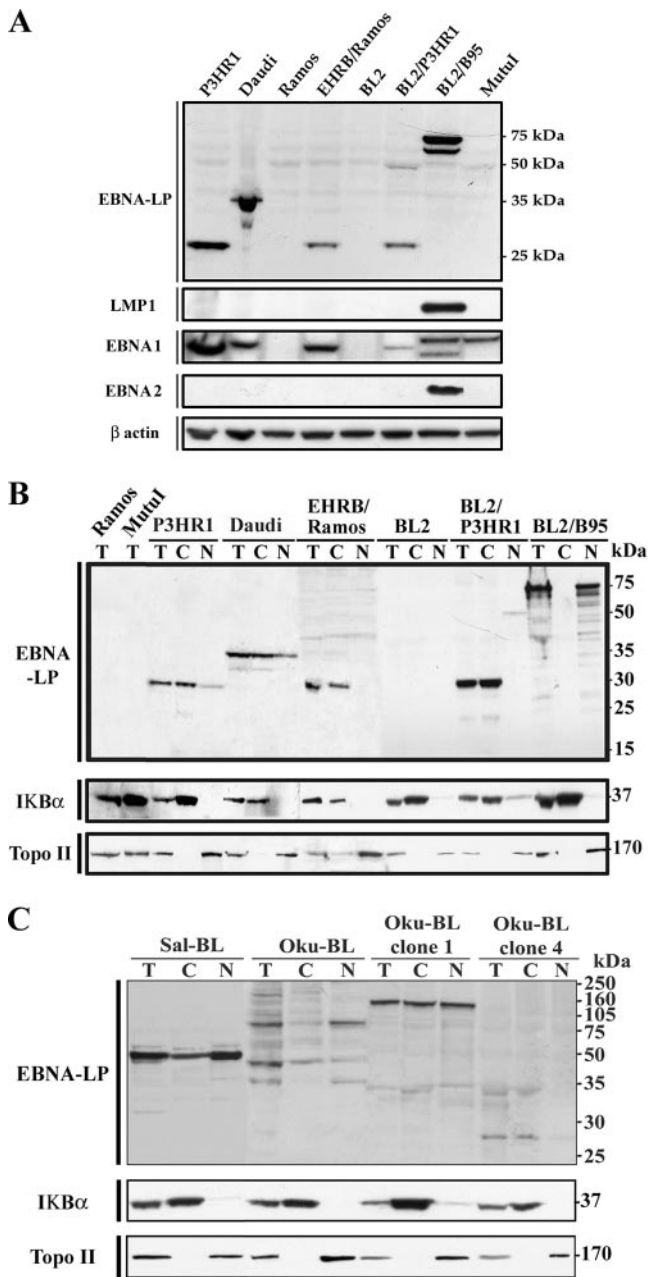 A
P3HR1 Daudi Ramos EHRB/Ramos BL2 BL2/P3HR1 BL2/B95 MutuI
EBNA-LP
75 kDa
50 kDa
35 kDa
25 kDa
LMP1
EBNA1
EBNA2
β actin
B
Ramos MutuI P3HR1 Daudi EHRB/Ramos BL2 BL2/P3HR1 BL2/B95
T T T C N T C N T C N T C N T C N T C N kDa
EBNA-LP
75
50
35
30
25
15
IKBα 37
Topo II 170
C
Sal-BL Oku-BL Oku-BL clone 1 Oku-BL clone 4
T C N T C N T C N T C N kDa
EBNA-LP
250
160
105
75
50
35
30
25
IKBα 37
Topo II 170